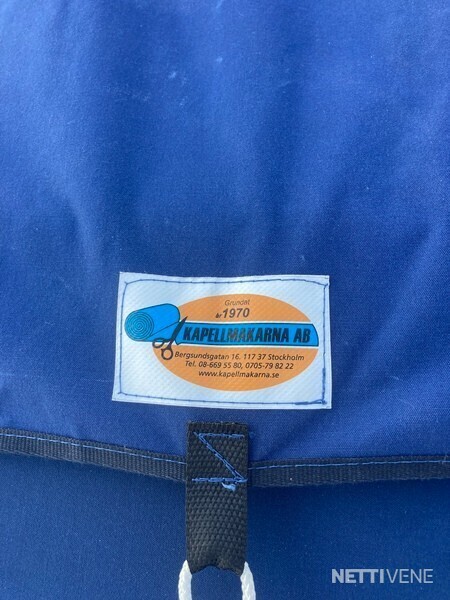 Grundat
år 1970
KAPELLMAKARNA AB
Bergsundsgatan 16, 117 37 Stockholm
Tel. 08-669 55 80, 0705-79 82 22
www.kapellmakarna.se
NETTIVENE